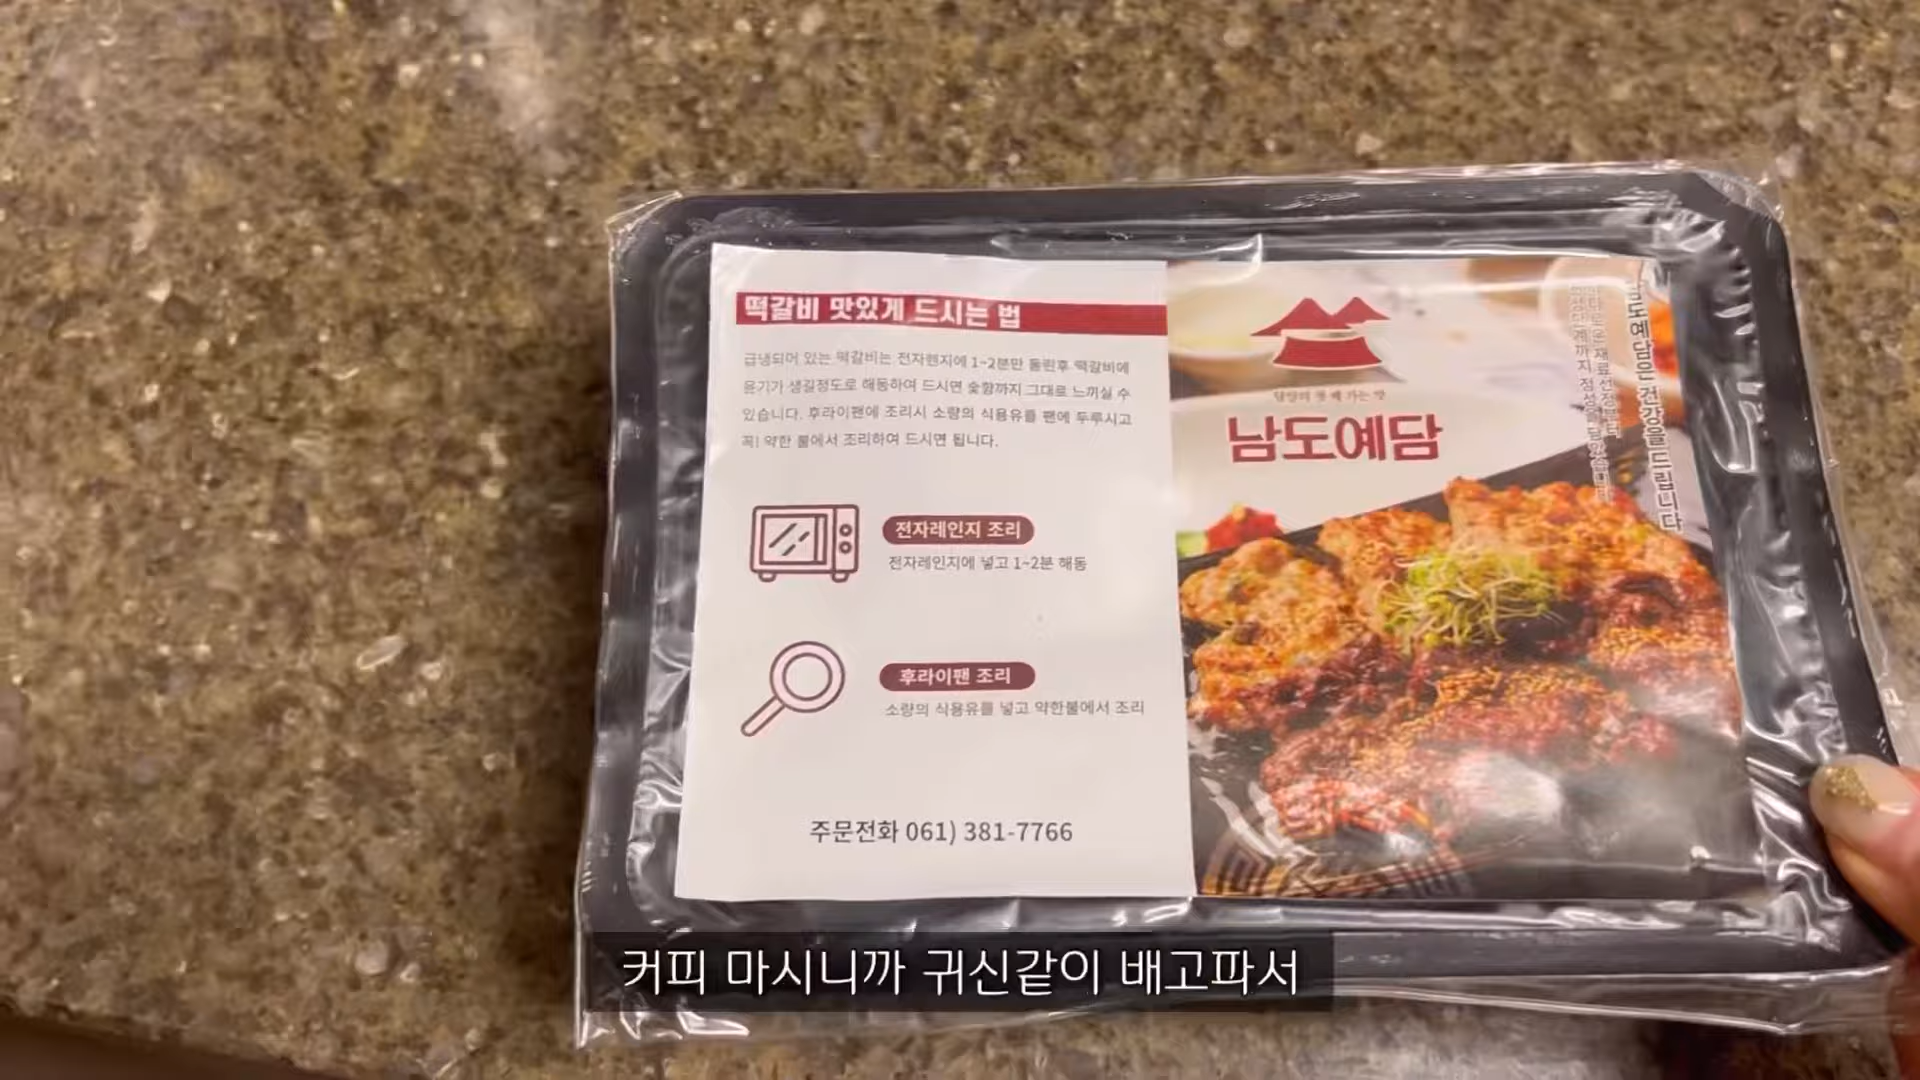 떡갈비 맛있게 드시는 법
급냉되어 있는 떡갈비는 전자렌지에 1~2분만 돌린후 떡갈비에
윤기가 생길정도로 해동하여 드시면 숯향까지 그대로 느끼실 수
있습니다. 후라이팬에 조리시 소량의 식용유를 팬에 두루시고
꼭! 약한 불에서 조리하여 드시면 됩니다.
전자레인지 조리
전자레인지에 넣고 1~2분 해동
후라이팬 조리
소량의 식용유를 넣고 약한불에서 조리
주문전화 061) 381-7766
남도예담
남도예담은 건강을 드립니다
커피 마시니까 귀신같이 배고파서